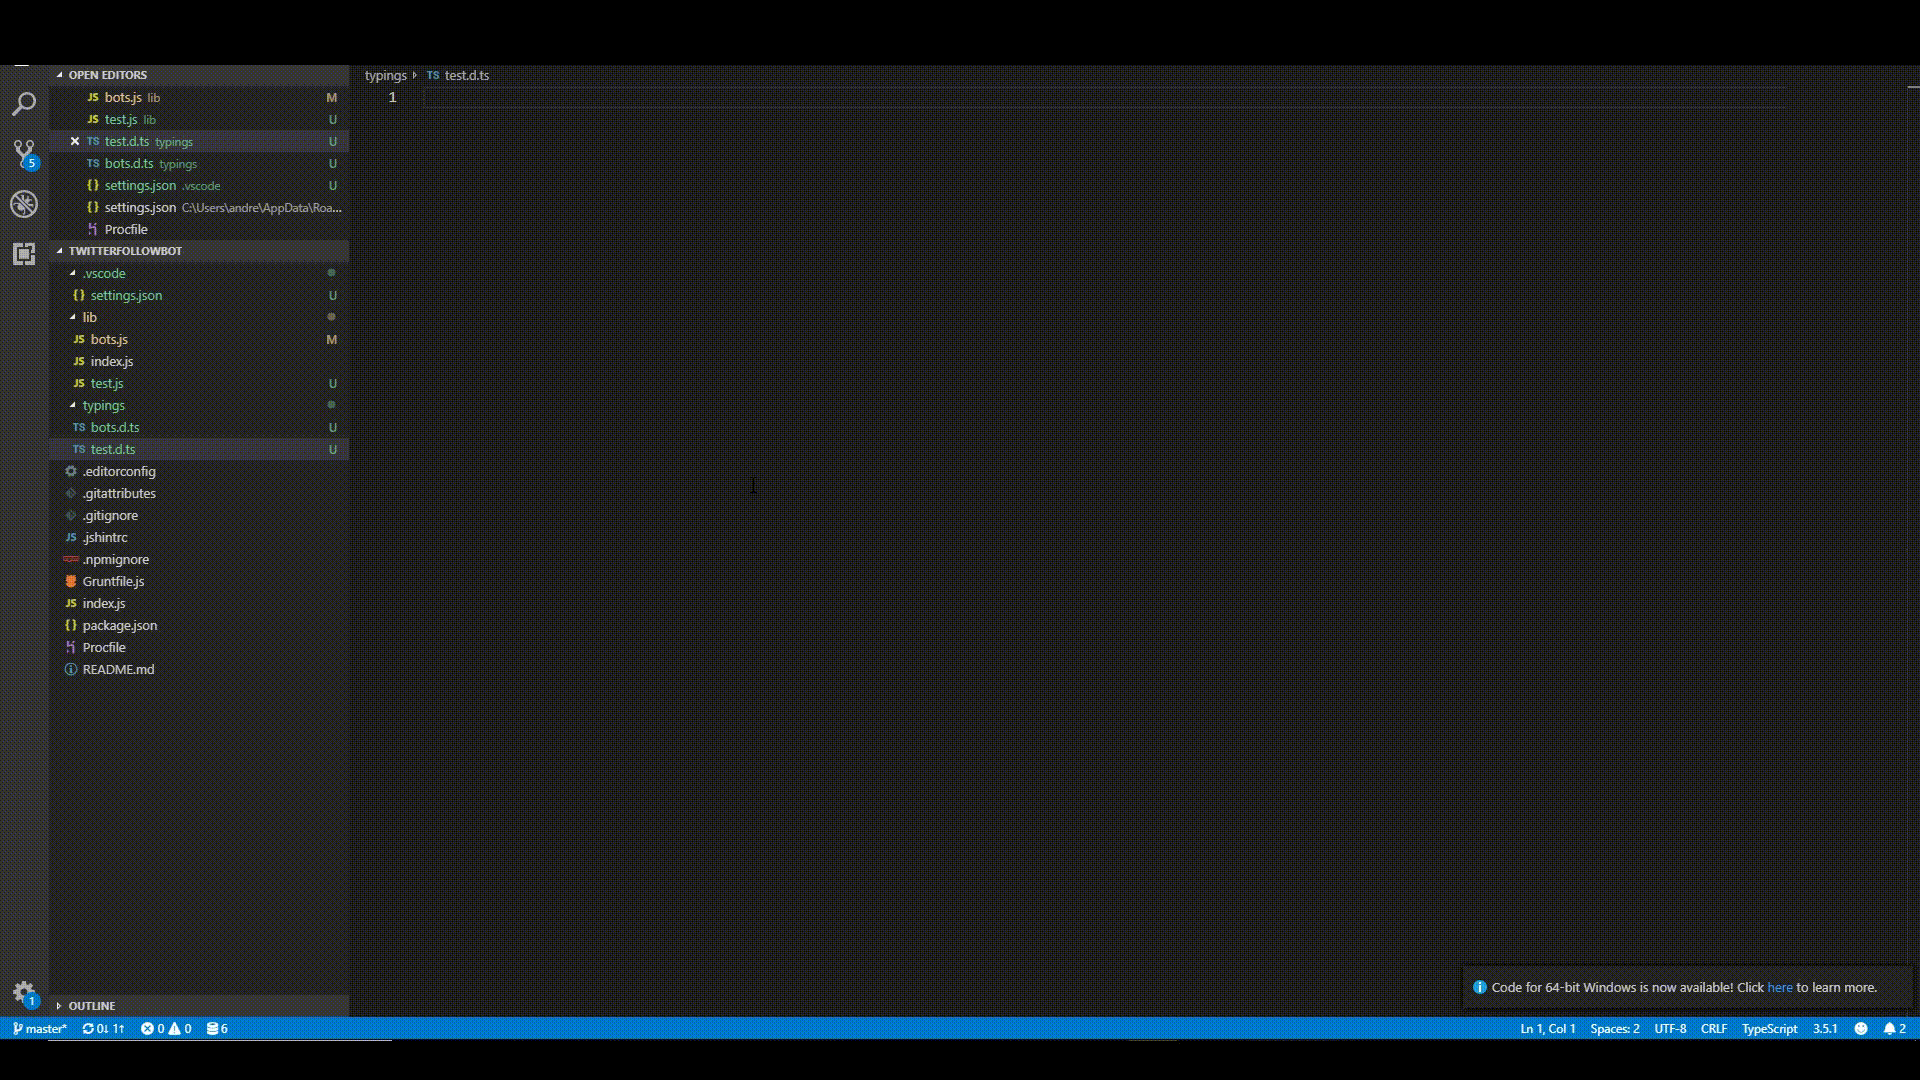 OPEN EDITORS
JS bots.js lib M
JS test.js lib U
TS test.d.ts typings U
TS bots.d.ts typings U
{} settings.json .vscode U
{} settings.json C:\Users\andre\AppData\Roa...
Procfile
TWITTERFOLLOWBOT
.vscode
{} settings.json U
lib
JS bots.js M
JS index.js
JS test.js U
typings
TS bots.d.ts U
TS test.d.ts U
.editorconfig
.gitattributes
.gitignore
JS .jshintrc
.npmignore
Gruntfile.js
JS index.js
{} package.json
Procfile
README.md
OUTLINE
5
1
typings TS test.d.ts
1
Code for 64-bit Windows is now available! Click here to learn more.
master* 0↓ 1↑ 0 0 6 Ln 1, Col 1 Spaces: 2 UTF-8 CRLF TypeScript 3.5.1 2